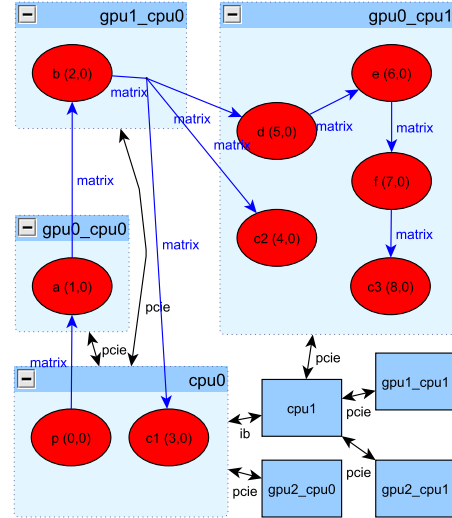 gpu1_cpu0
gpu0_cpu1
b (2,0)
e (6,0)
matrix
matrix
d (5,0)
matrix
matrix
matrix
matrix
f (7,0)
gpu0_cpu0
c2 (4,0)
matrix
matrix
a (1,0)
c3 (8,0)
pcie
pcie
pcie
matrix
cpu0
gpu1_cpu1
cpu1
pcie
p (0,0)
c1 (3,0)
ib
pcie
gpu2_cpu0
gpu2_cpu1
pcie